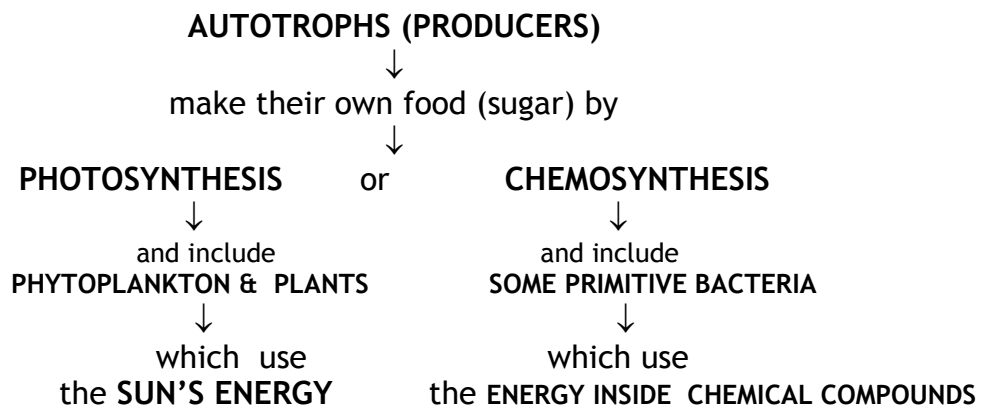 AUTOTROPHS (PRODUCERS)
↓
make their own food (sugar) by
↓
PHOTOSYNTHESIS or CHEMOSYNTHESIS
↓ ↓
and include and include
PHYTOPLANKTON & PLANTS SOME PRIMITIVE BACTERIA
↓ ↓
which use which use
the SUN'S ENERGY the ENERGY INSIDE CHEMICAL COMPOUNDS